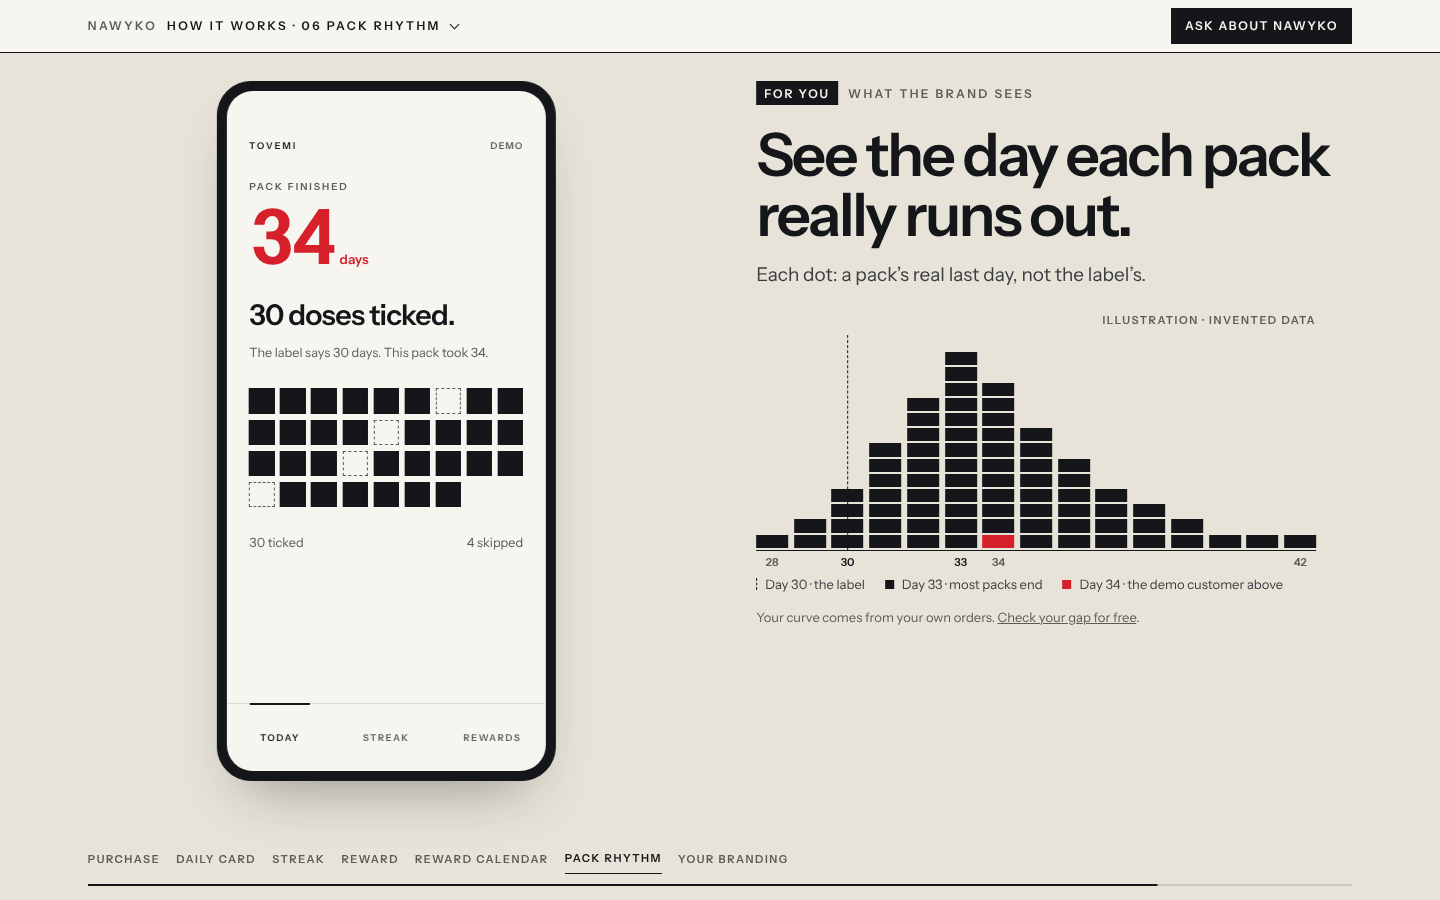 NAWYKO HOW IT WORKS · 06 PACK RHYTHM
ASK ABOUT NAWYKO
TOVEMI
DEMO
PACK FINISHED
34 days
30 doses ticked.
The label says 30 days. This pack took 34.
30 ticked
4 skipped
TODAY
STREAK
REWARDS
FOR YOU WHAT THE BRAND SEES
See the day each pack
really runs out.
Each dot: a pack’s real last day, not the label’s.
ILLUSTRATION · INVENTED DATA
28 30 33 34 42
Day 30 · the label
Day 33 · most packs end
Day 34 · the demo customer above
Your curve comes from your own orders. Check your gap for free.
PURCHASE DAILY CARD STREAK REWARD REWARD CALENDAR PACK RHYTHM YOUR BRANDING